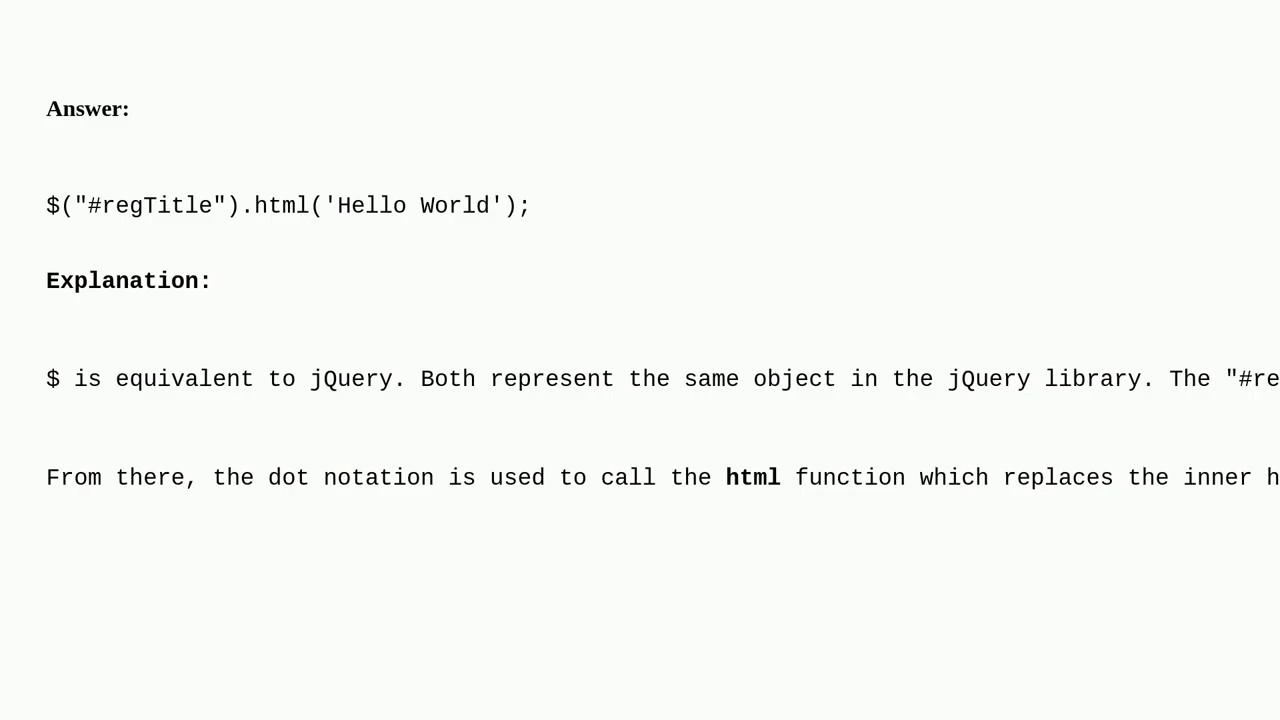 Answer:
$("#regTitle").html('Hello World');
Explanation:
$ is equivalent to jQuery. Both represent the same object in the jQuery library. The "#re
From there, the dot notation is used to call the html function which replaces the inner h